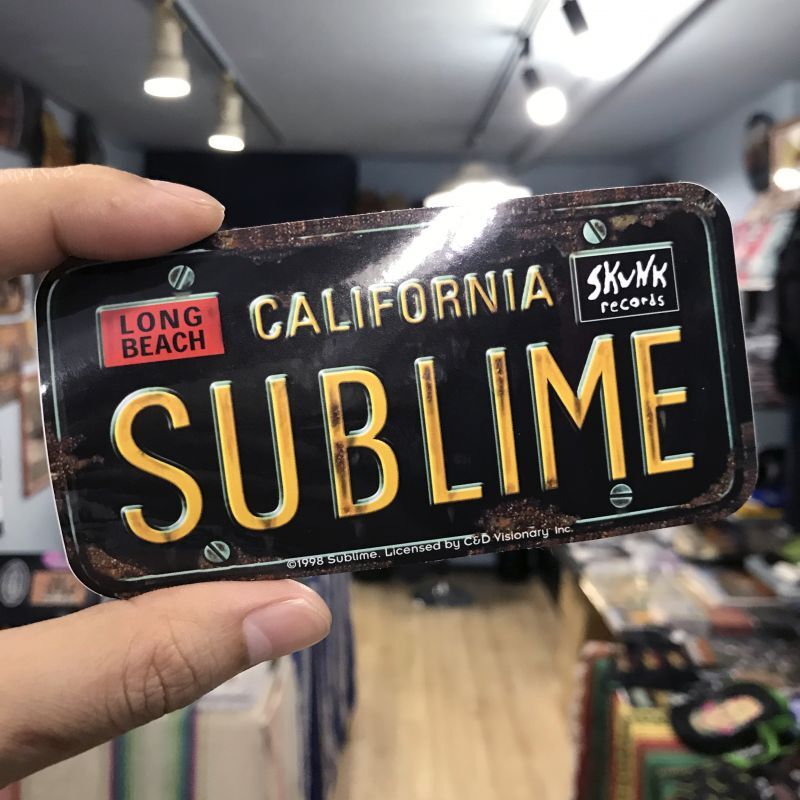 LONG
BEACH
CALIFORNIA
SKUNK
records
SUBLIME
©1998 Sublime. Licensed by C&D Visionary Inc.